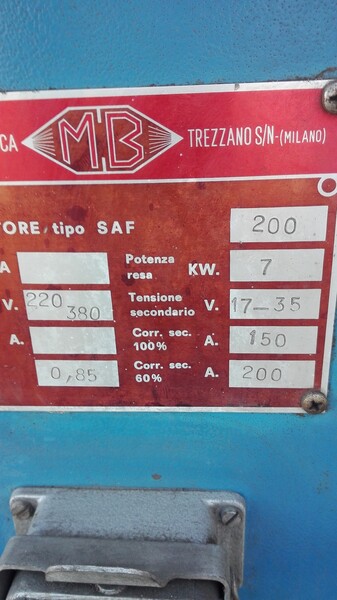 CA MB TREZZANO S/N-(MILANO)
TORE/tipo SAF 200
A Potenza resa KW. 7
V. 220 380 Tensione secondario V. 17-35
A. Corr. sec. 100% A. 150
0,85 Corr. sec. 60% A. 200